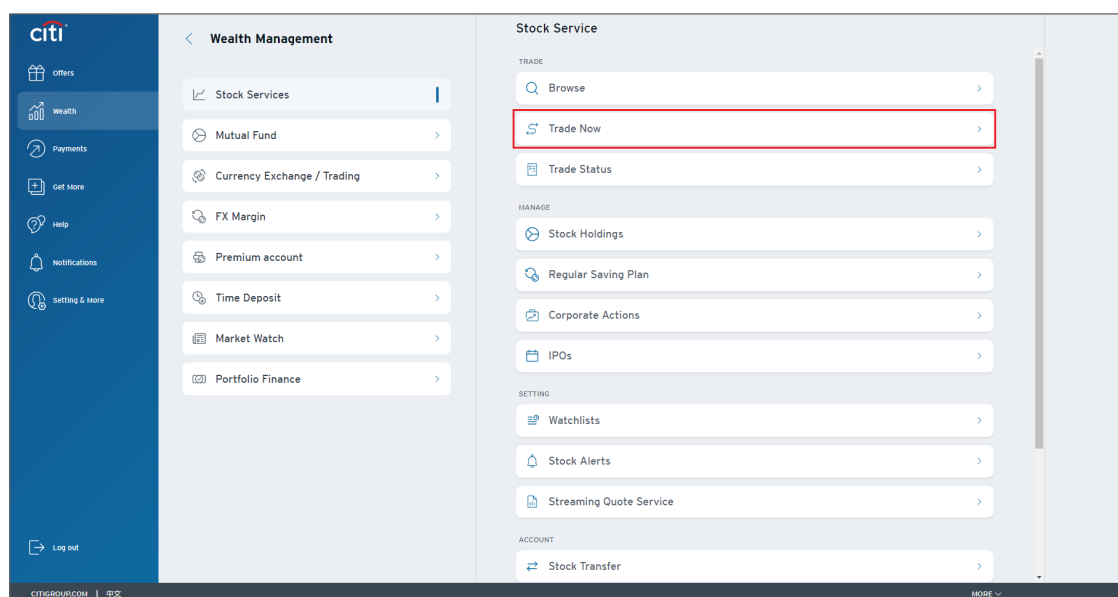 citi
Offers
Wealth
Payments
Get More
Help
Notifications
Setting & More
Log out
Wealth Management
Stock Services
Mutual Fund
Currency Exchange / Trading
FX Margin
Premium account
Time Deposit
Market Watch
Portfolio Finance
Stock Service
TRADE
Browse
Trade Now
Trade Status
MANAGE
Stock Holdings
Regular Saving Plan
Corporate Actions
IPOs
SETTING
Watchlists
Stock Alerts
Streaming Quote Service
ACCOUNT
Stock Transfer
CITIGROUP.COM | 中文
MORE